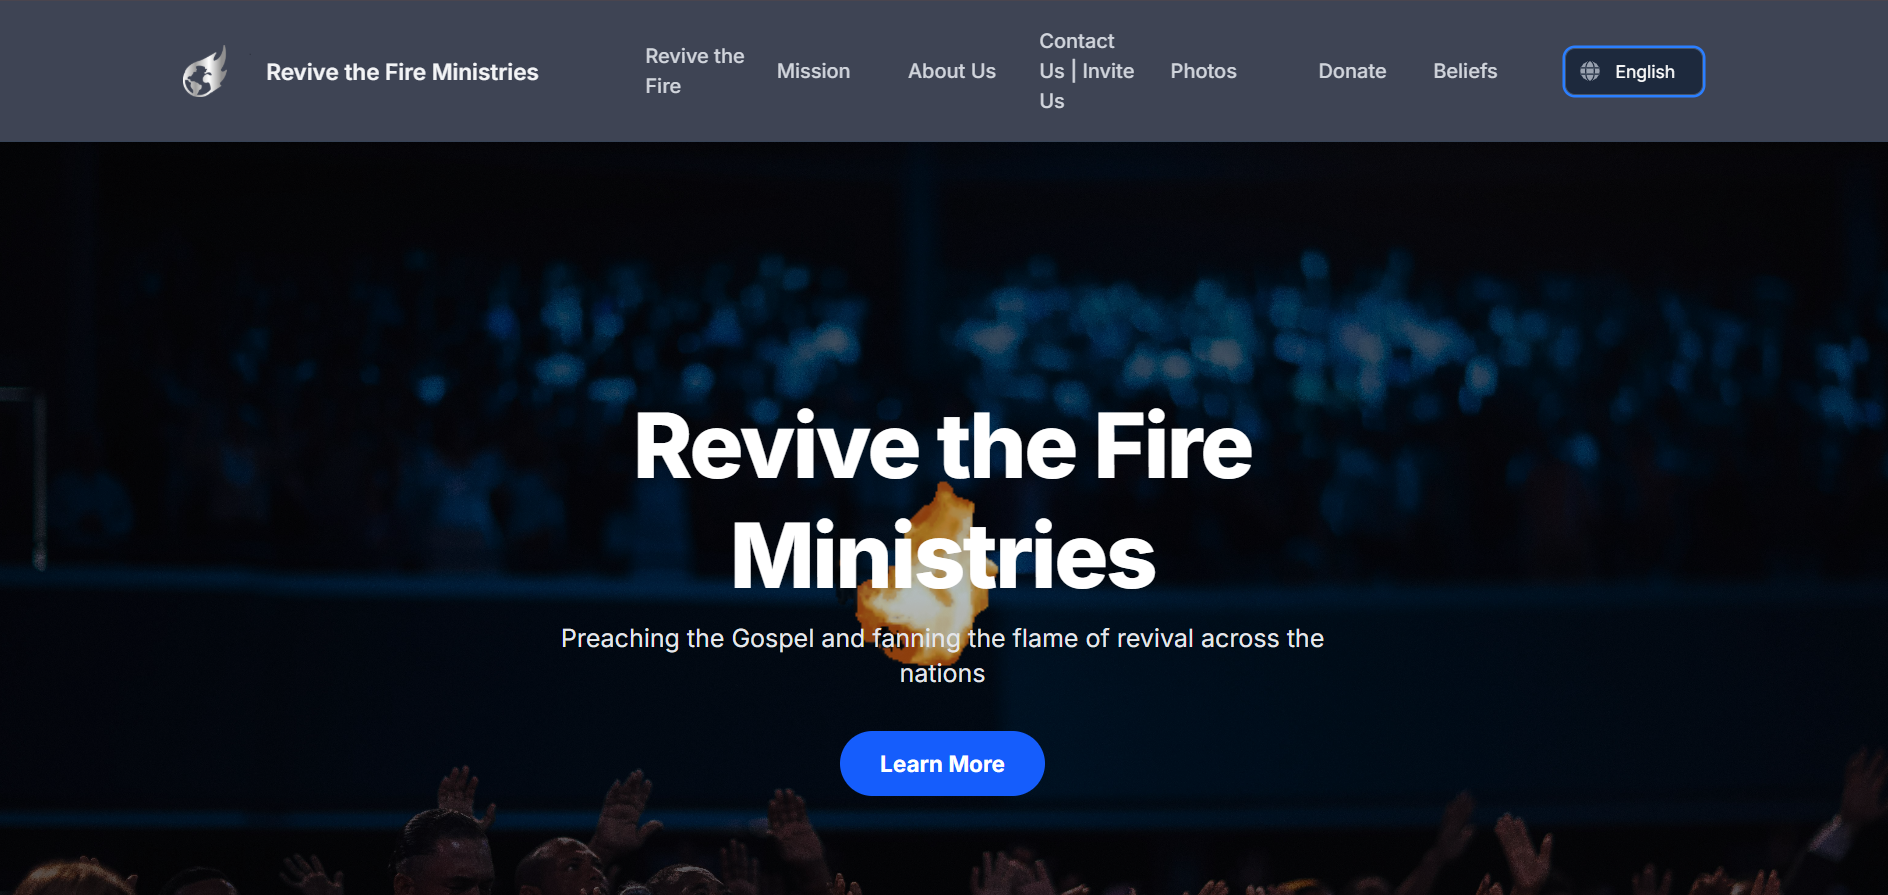 Revive the Fire Ministries
Revive the
Fire
Mission
About Us
Contact
Us | Invite
Us
Photos
Donate
Beliefs
English
Revive the Fire
Ministries
Preaching the Gospel and fanning the flame of revival across the
nations
Learn More